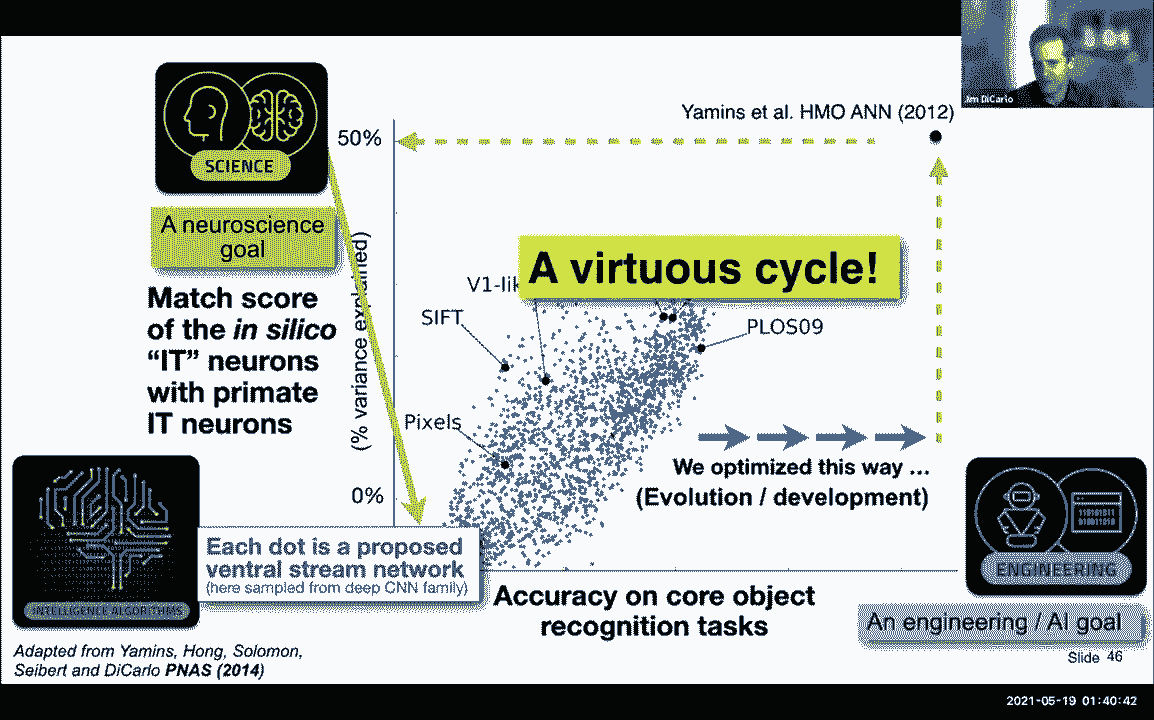 Jim DiCarlo
Yamins et al. HMO ANN (2012)
50%
SCIENCE
A neuroscience
goal
A virtuous cycle!
V1-lik
SIFT
PLOS09
Match score
of the in silico
“IT” neurons
with primate
IT neurons
(% variance explained)
Pixels
We optimized this way ...
(Evolution / development)
0%
Each dot is a proposed
ventral stream network
(here sampled from deep CNN family)
INTELLIGENCE ALGORITHMS
ENGINEERING
Accuracy on core object
recognition tasks
An engineering / AI goal
Slide 46
Adapted from Yamins, Hong, Solomon,
Seibert and DiCarlo PNAS (2014)
2021-05-19 01:40:42